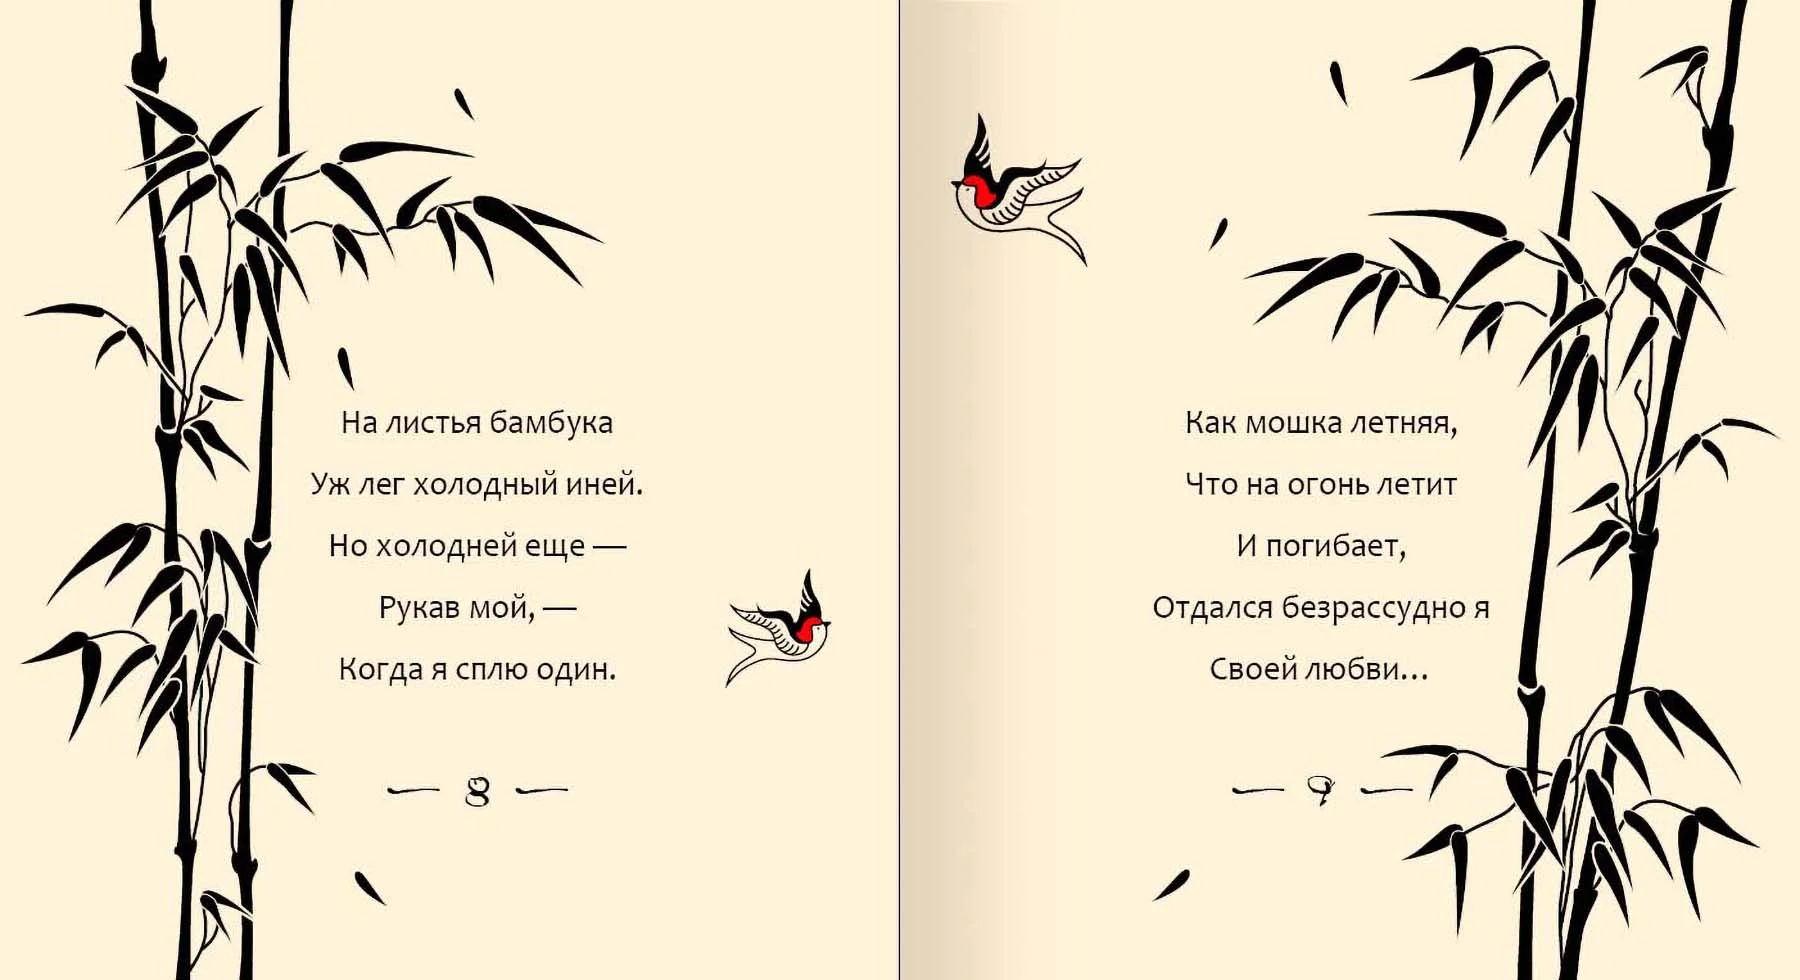 На листья бамбука
Уж лег холодный иней.
Но холодней еще —
Рукав мой, —
Когда я сплю один.
— 8 —
Как мошка летняя,
Что на огонь летит
И погибает,
Отдался безрассудно я
Своей любви...
— 9 —